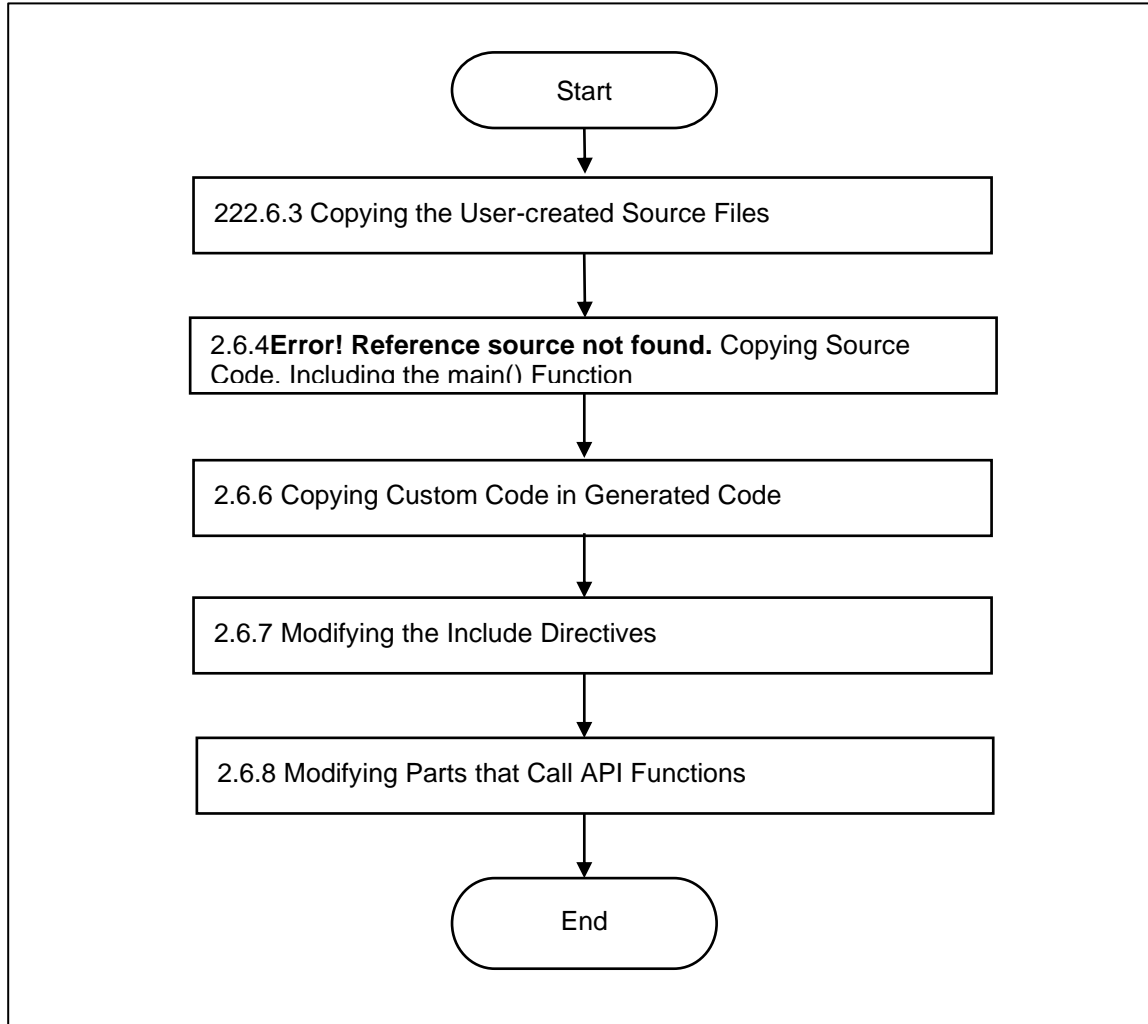 Start
222.6.3 Copying the User-created Source Files
2.6.4Error! Reference source not found. Copying Source
Code, Including the main() Function
2.6.6 Copying Custom Code in Generated Code
2.6.7 Modifying the Include Directives
2.6.8 Modifying Parts that Call API Functions
End